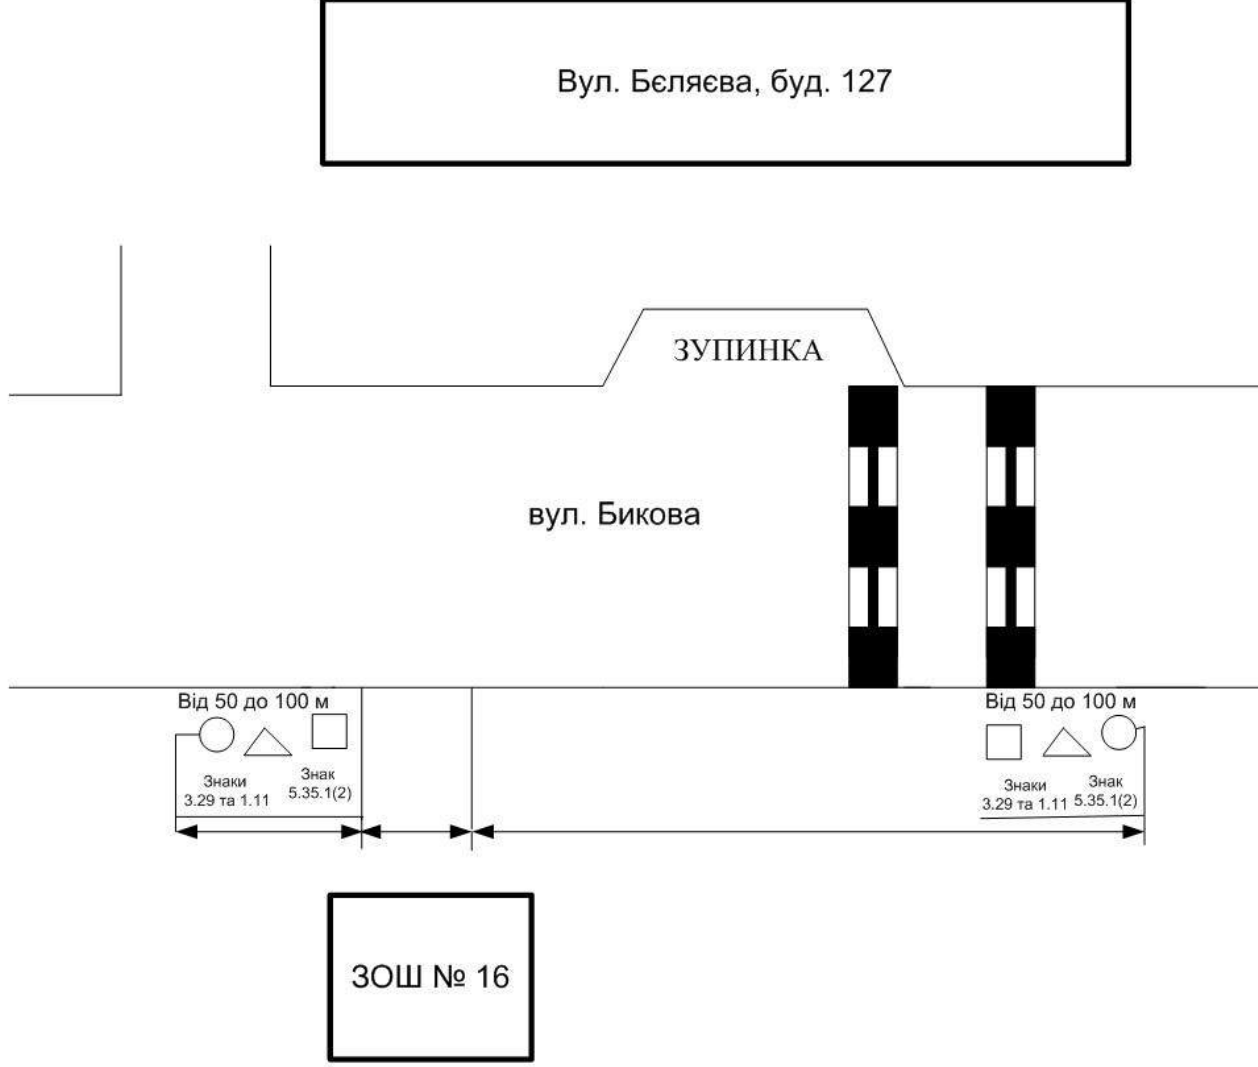 Вул. Бєляєва, буд. 127
ЗУПИНКА
вул. Бикова
Від 50 до 100 м
Знаки
3.29 та 1.11
Знак
5.35.1(2)
Від 50 до 100 м
Знаки
3.29 та 1.11
Знак
5.35.1(2)
ЗОШ № 16